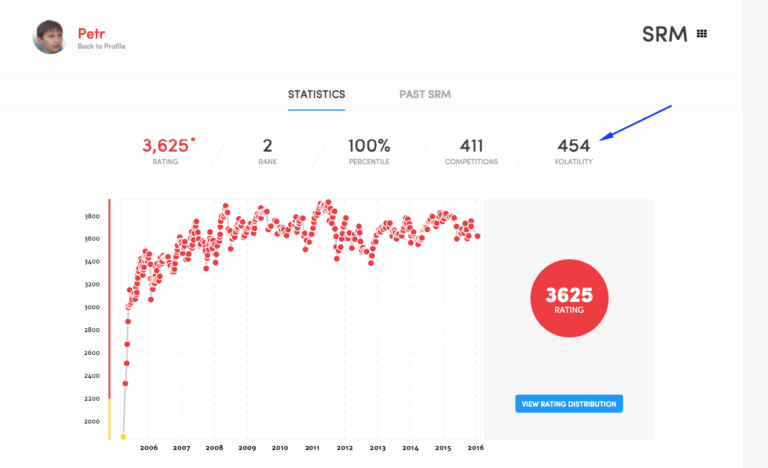 Petr
Back to Profile
SRM
STATISTICS PAST SRM
3,625 2 100% 411 454
RATING RANK PERCENTILE COMPETITIONS VOLATILITY
3800
3600
3400
3200
3000
2800
2600
2400
2200
2000
2006 2007 2008 2009 2010 2011 2012 2013 2014 2015 2016
3625
RATING
VIEW RATING DISTRIBUTION